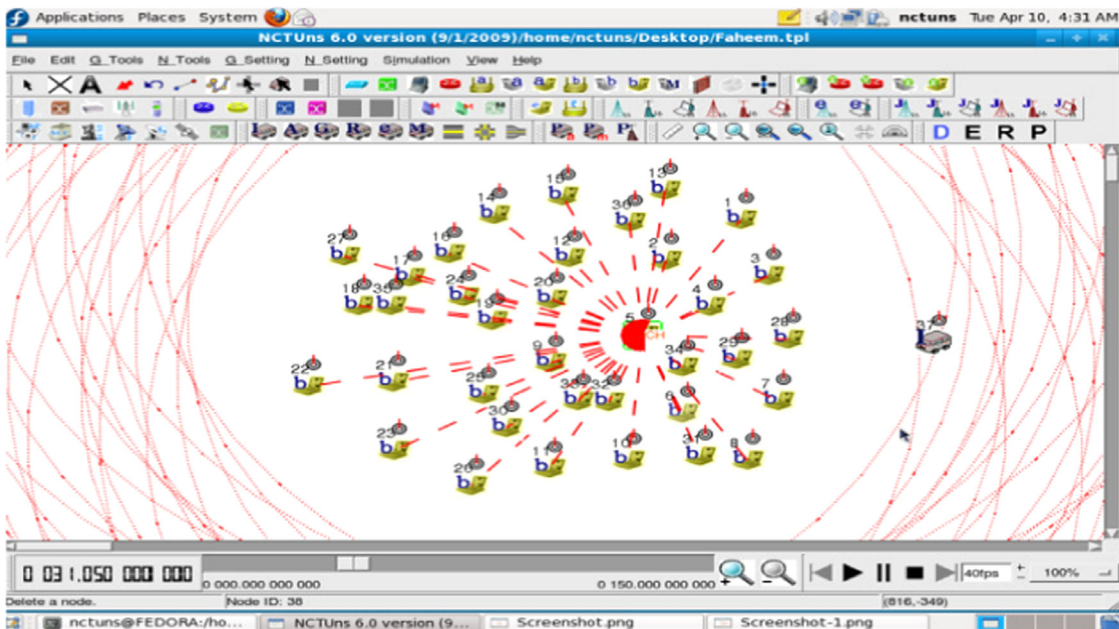 Applications Places System nctuns Tue Apr 10, 4:31 AM
NCTUns 6.0 version (9/1/2009)/home/nctuns/Desktop/Faheem.tpl
File Edit G_Tools N_Tools G_Setting N_Setting Simulation View Help
D E R P
13
15
14
36
1
27
16
12
2
17
3
24
20
18 35
4
19
5
CH
28
37
9
29
34
22
21
25
7
33 32
30
6
23
10
31
8
11
26
0 031.050 000 000
0 000.000 000 000
0 150.000 000 000
40fps
100%
Delete a node.
Node ID: 38
(816,-349)
nctuns@FEDORA:/ho...
NCTUns 6.0 version (9...
Screenshot.png
Screenshot-1.png